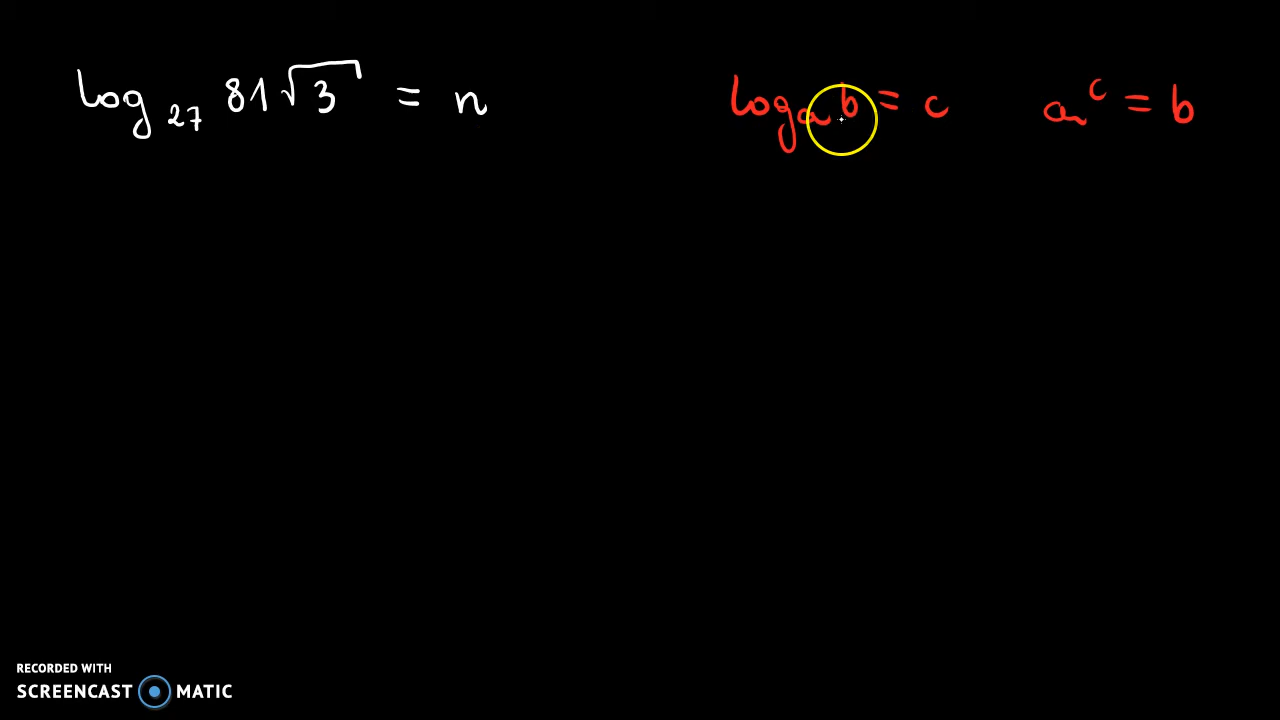 log₂₇ 81√3 = n
logₐ b = c   aᶜ = b
RECORDED WITH
SCREENCAST MATIC